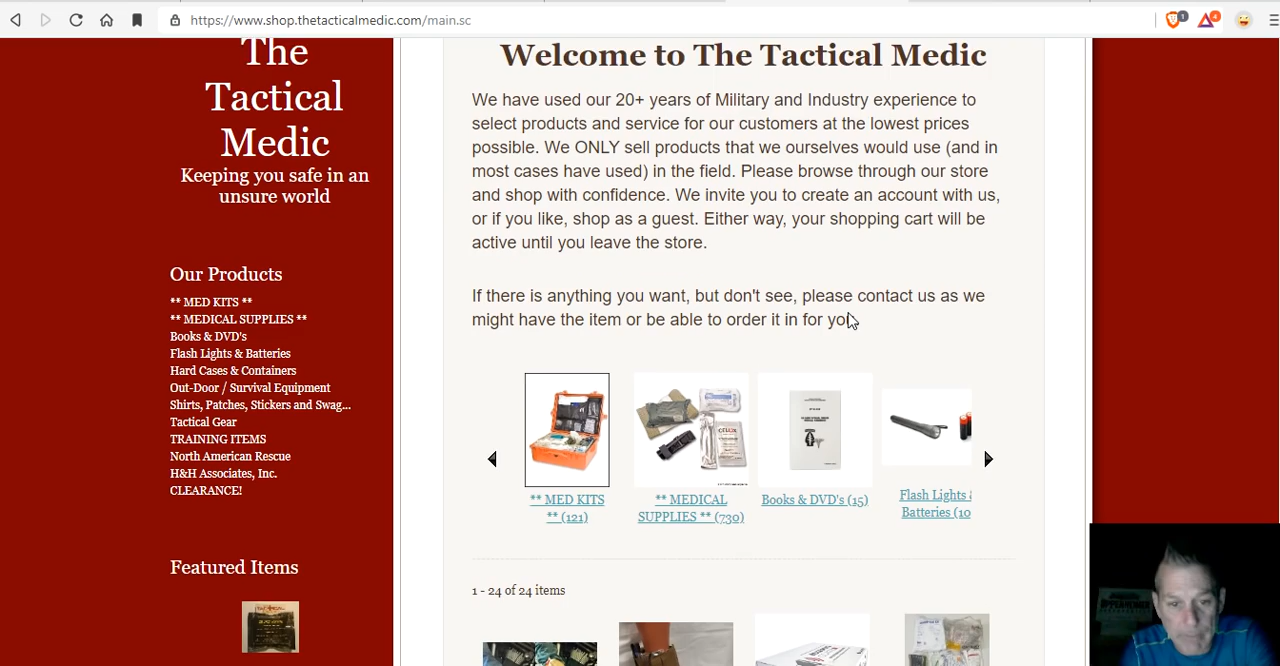 https://www.shop.thetacticalmedic.com/main.sc
1
4
The
Tactical
Medic
Keeping you safe in an
unsure world
Our Products
** MED KITS **
** MEDICAL SUPPLIES **
Books & DVD's
Flash Lights & Batteries
Hard Cases & Containers
Out-Door / Survival Equipment
Shirts, Patches, Stickers and Swag...
Tactical Gear
TRAINING ITEMS
North American Rescue
H&H Associates, Inc.
CLEARANCE!
Featured Items
Welcome to The Tactical Medic
We have used our 20+ years of Military and Industry experience to
select products and service for our customers at the lowest prices
possible. We ONLY sell products that we ourselves would use (and in
most cases have used) in the field. Please browse through our store
and shop with confidence. We invite you to create an account with us,
or if you like, shop as a guest. Either way, your shopping cart will be
active until you leave the store.
If there is anything you want, but don't see, please contact us as we
might have the item or be able to order it in for you
** MED KITS
** (121)
** MEDICAL
SUPPLIES ** (730)
Books & DVD's (15)
Flash Lights &
Batteries (10
1 - 24 of 24 items